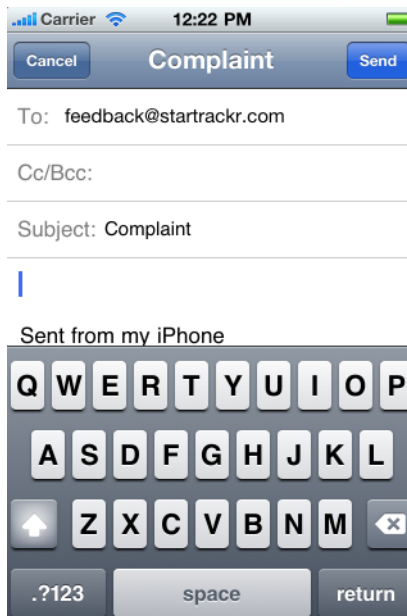 Carrier 12:22 PM
Cancel Complaint Send
To: feedback@startrackr.com
Cc/Bcc:
Subject: Complaint
Sent from my iPhone
Q W E R T Y U I O P
A S D F G H J K L
Z X C V B N M
.?123 space return